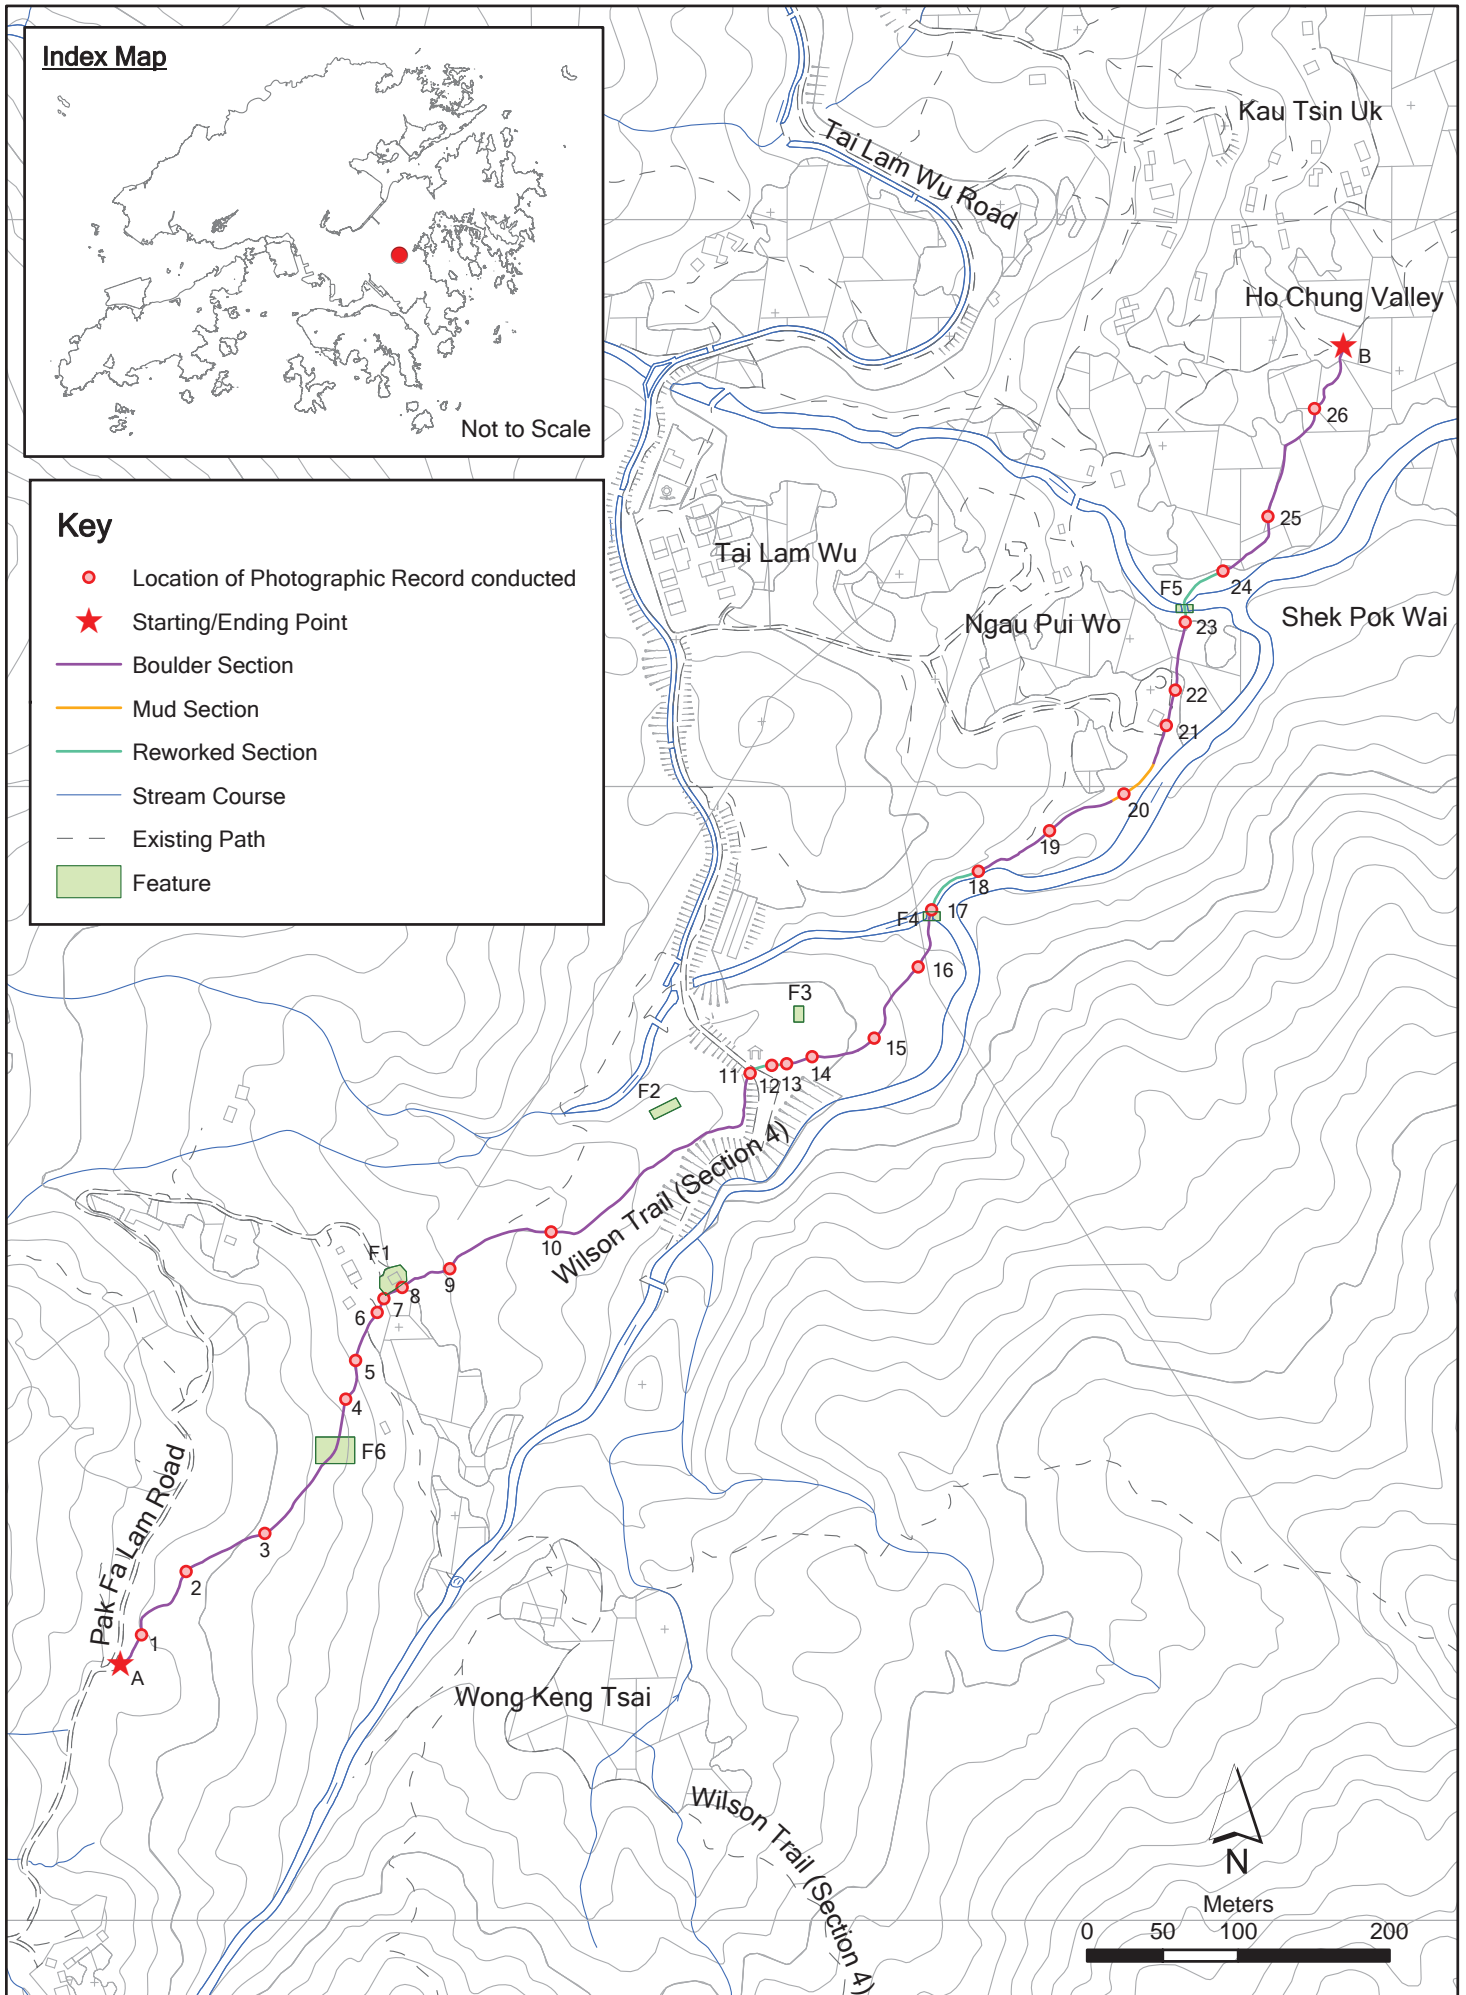 Index Map
Not to Scale
Key
Location of Photographic Record conducted
Starting/Ending Point
Boulder Section
Mud Section
Reworked Section
Stream Course
Existing Path
Feature
Kau Tsin Uk
Tai Lam Wu Road
Ho Chung Valley
B
26
25
Tai Lam Wu
24
F5
Shek Pok Wai
Ngau Pui Wo
23
22
21
20
19
18
17
F4
16
F3
15
14
13
12
11
F2
Wilson Trail (Section 4)
10
F1
9
8
7
6
5
4
F6
Pak Fa Lam Road
3
2
1
A
Wong Keng Tsai
Wilson Trail (Section 4)
N
Meters
0 50 100 200